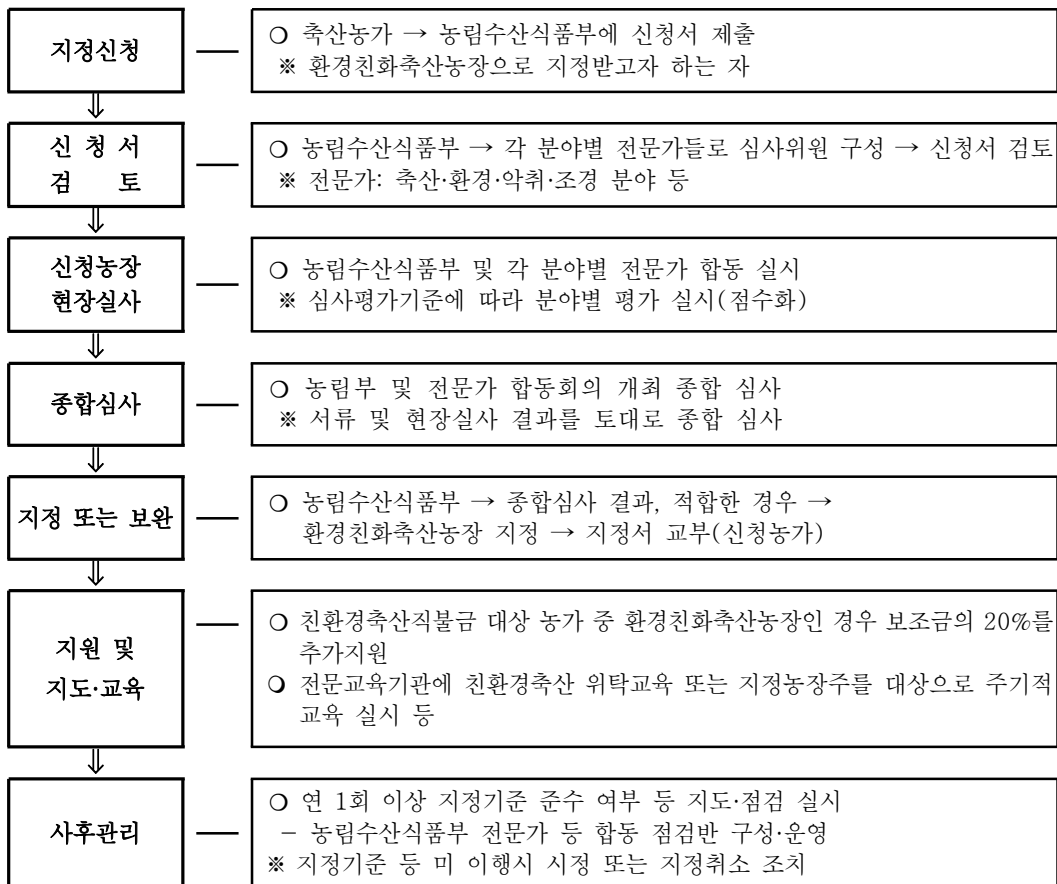 지정신청
❍ 축산농가 → 농림수산식품부에 신청서 제출
※ 환경친화축산농장으로 지정받고자 하는 자
⇓
신 청 서
검 토
❍ 농림수산식품부 → 각 분야별 전문가들로 심사위원 구성 → 신청서 검토
※ 전문가: 축산·환경·악취·조경 분야 등
⇓
신청농장
현장실사
❍ 농림수산식품부 및 각 분야별 전문가 합동 실시
※ 심사평가기준에 따라 분야별 평가 실시(점수화)
⇓
종합심사
❍ 농림부 및 전문가 합동회의 개최 종합 심사
※ 서류 및 현장실사 결과를 토대로 종합 심사
⇓
지정 또는 보완
❍ 농림수산식품부 → 종합심사 결과, 적합한 경우 →
환경친화축산농장 지정 → 지정서 교부(신청농가)
⇓
지원 및
지도·교육
❍ 친환경축산직불금 대상 농가 중 환경친화축산농장인 경우 보조금의 20%를
추가지원
❍ 전문교육기관에 친환경축산 위탁교육 또는 지정농장주를 대상으로 주기적
교육 실시 등
⇓
사후관리
❍ 연 1회 이상 지정기준 준수 여부 등 지도·점검 실시
- 농림수산식품부 전문가 등 합동 점검반 구성·운영
※ 지정기준 등 미 이행시 시정 또는 지정취소 조치